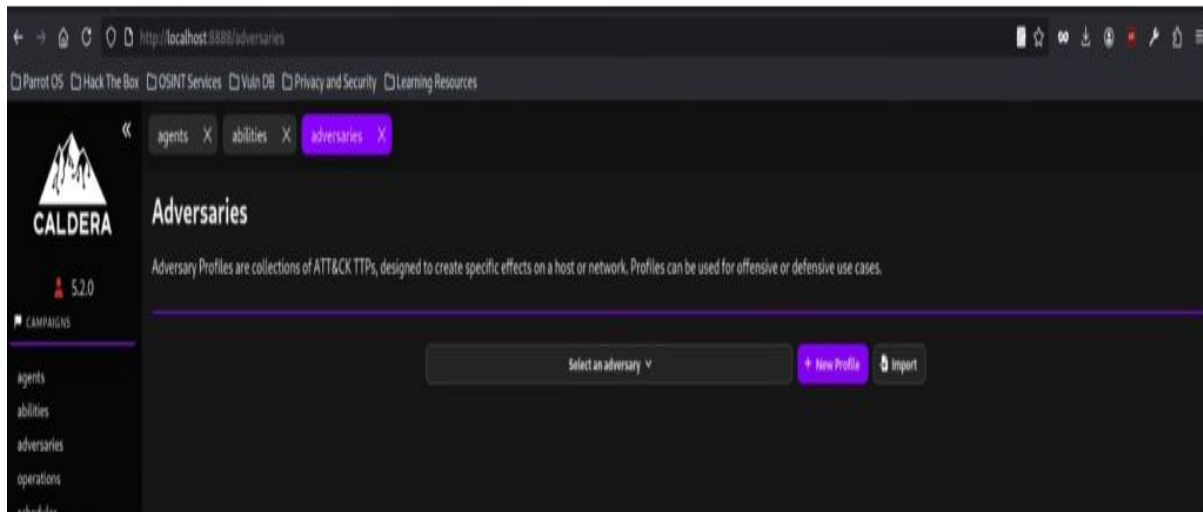 http://localhost:8888/adversaries
Parrot OS Hack The Box OSINT Services Vuln DB Privacy and Security Learning Resources
agents X abilities X adversaries X
CALDERA
5.2.0
CAMPAIGNS
agents
abilities
adversaries
operations
schedules
Adversaries
Adversary Profiles are collections of ATT&CK TTPs, designed to create specific effects on a host or network. Profiles can be used for offensive or defensive use cases.
Select an adversary
+ New Profile
Import